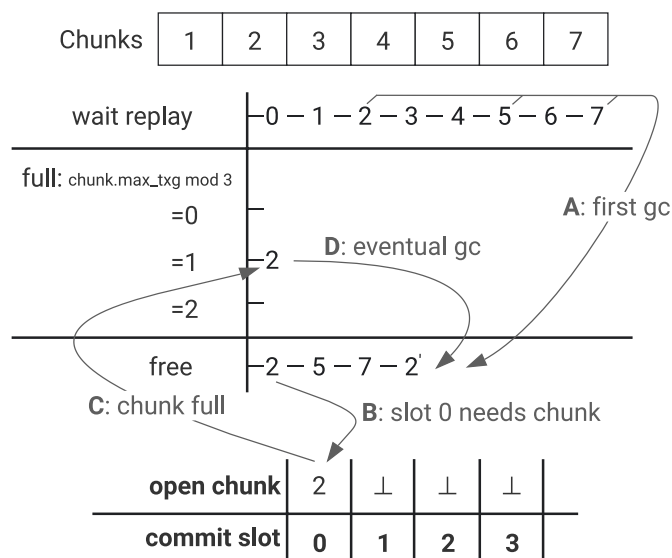 Chunks 1 2 3 4 5 6 7
wait replay 0 – 1 – 2 – 3 – 4 – 5 – 6 – 7
full: chunk.max_txg mod 3
A: first gc
=0
D: eventual gc
=1 2
=2
free 2 – 5 – 7 – 2'
C: chunk full
B: slot 0 needs chunk
open chunk 2 ⊥ ⊥ ⊥
commit slot 0 1 2 3